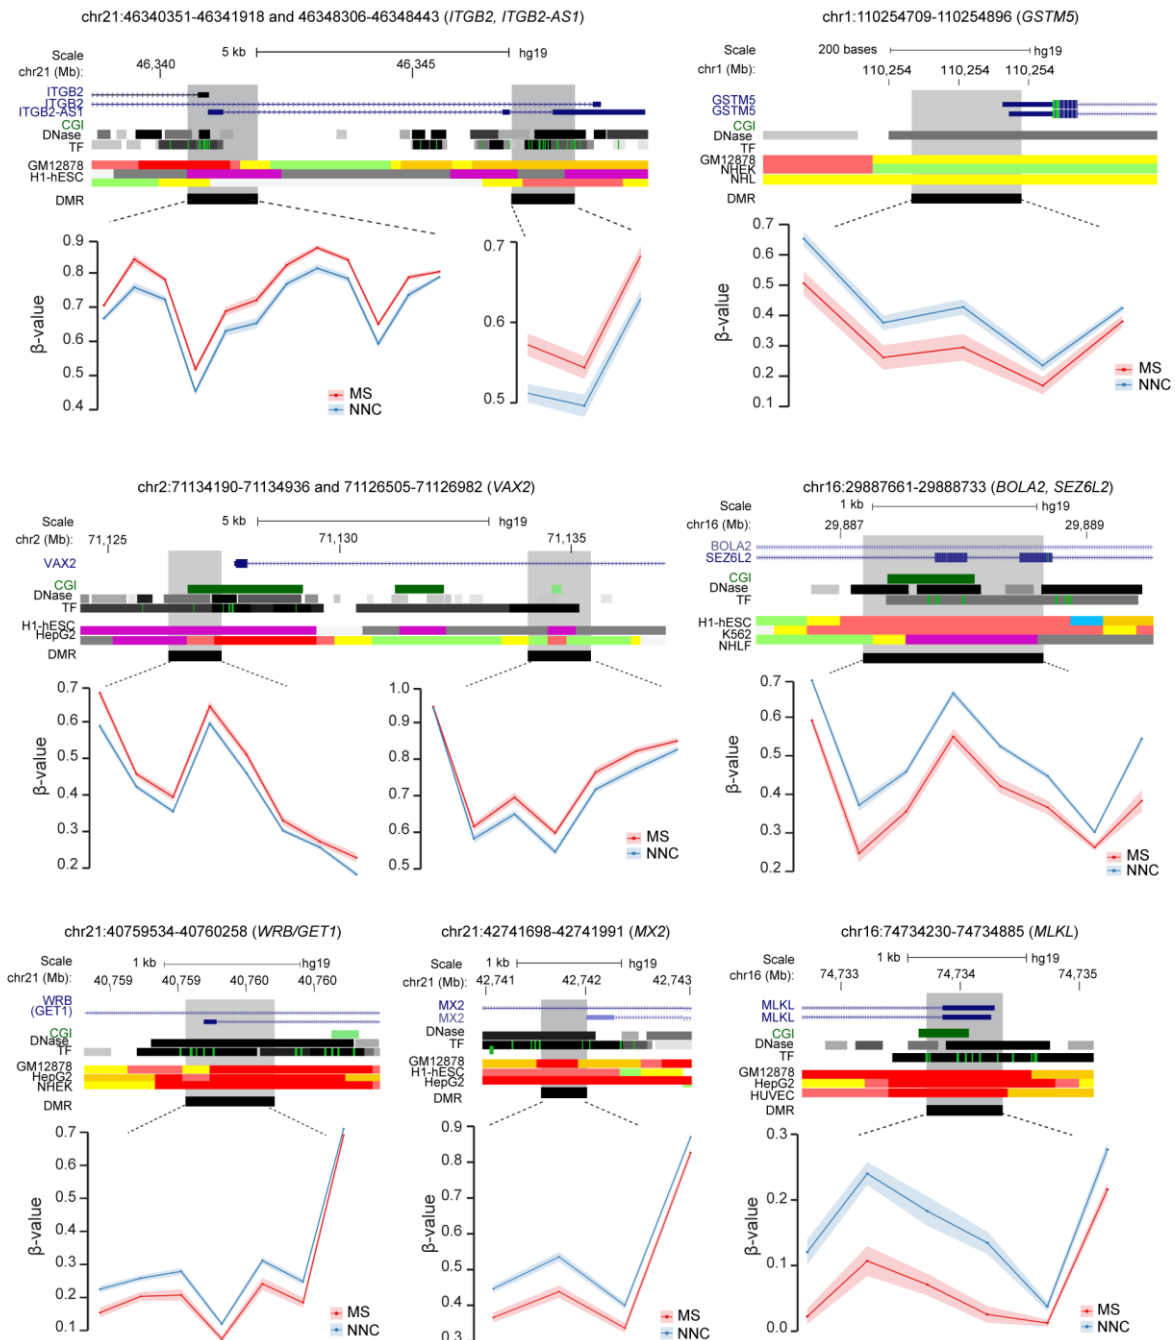 chr21:46340351-46341918 and 46348306-46348443 (ITGB2, ITGB2-AS1)
Scale 5 kb hg19
chr21 (Mb): 46,340 46,345
ITGB2
ITGB2
ITGB2-AS1
CGI
DNase
TF
GM12878
H1-hESC
DMR
0.9
0.8
0.7
0.6
0.5
0.4
β-value
MS
NNC
0.7
0.6
0.5
chr1:110254709-110254896 (GSTM5)
Scale 200 bases hg19
chr1 (Mb): 110,254 110,254 110,254
GSTM5
GSTM5
CGI
DNase
TF
GM12878
NHEK
NHL
DMR
0.7
0.6
0.5
0.4
0.3
0.2
0.1
β-value
MS
NNC
chr2:71134190-71134936 and 71126505-71126982 (VAX2)
Scale 5 kb hg19
chr2 (Mb): 71,125 71,130 71,135
VAX2
CGI
DNase
TF
H1-hESC
HepG2
DMR
0.7
0.6
0.5
0.4
0.3
0.2
β-value
1.0
0.9
0.8
0.7
0.6
0.5
MS
NNC
chr16:29887661-29888733 (BOLA2, SEZ6L2)
Scale 1 kb hg19
chr16 (Mb): 29,887 29,889
BOLA2
SEZ6L2
CGI
DNase
TF
H1-hESC
K562
NHLF
DMR
0.7
0.6
0.5
0.4
0.3
0.2
β-value
MS
NNC
chr21:40759534-40760258 (WRB/GET1)
Scale 1 kb hg19
chr21 (Mb): 40,759 40,759 40,760 40,760
WRB
(GET1)
CGI
DNase
TF
GM12878
HepG2
NHEK
DMR
0.7
0.6
0.5
0.4
0.3
0.2
0.1
β-value
MS
NNC
chr21:42741698-42741991 (MX2)
Scale 1 kb hg19
chr21 (Mb): 42,741 42,742 42,743
MX2
MX2
DNase
TF
GM12878
H1-hESC
HepG2
DMR
0.9
0.8
0.7
0.6
0.5
0.4
0.3
β-value
MS
NNC
chr16:74734230-74734885 (MLKL)
Scale 1 kb hg19
chr16 (Mb): 74,733 74,734 74,735
MLKL
MLKL
CGI
DNase
TF
GM12878
HepG2
HUVEC
DMR
0.3
0.2
0.1
0.0
β-value
MS
NNC